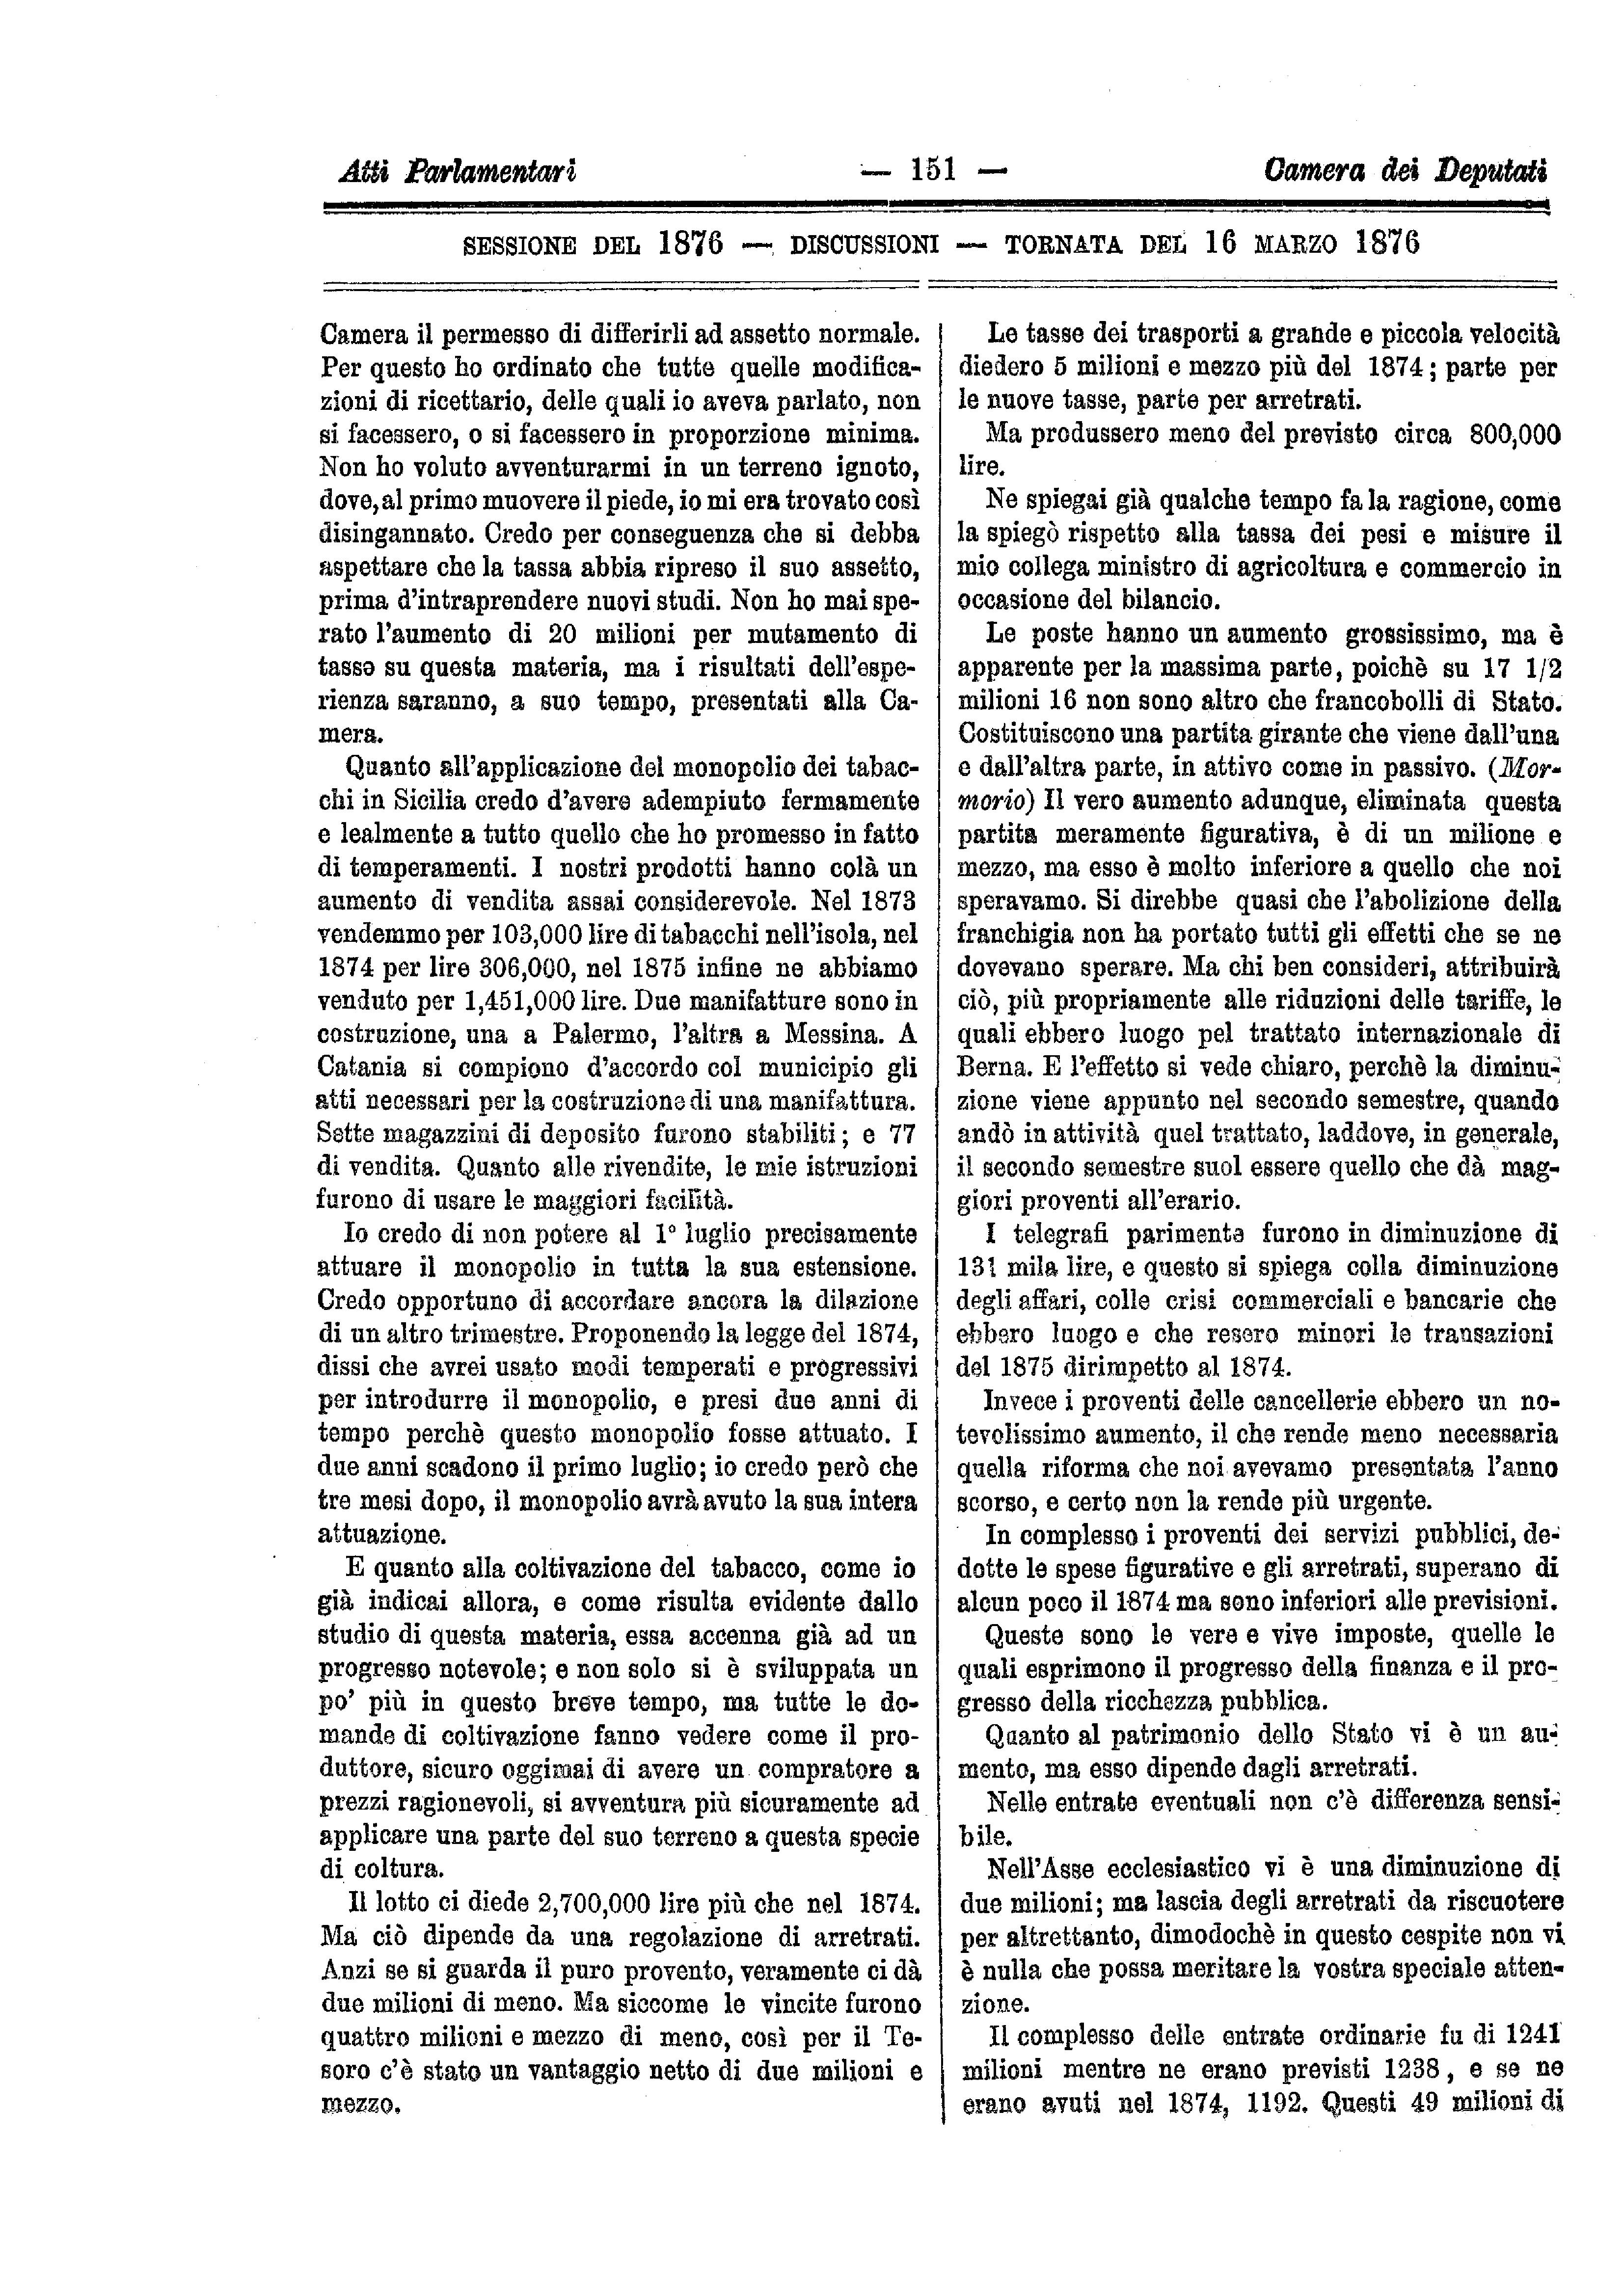 Atti Parlamentari — 151 — Camera dei Deputati
SESSIONE DEL 1876 — DISCUSSIONI — TORNATA DEL 16 MARZO 1876
Camera il permesso di differirli ad assetto normale.
Per questo ho ordinato che tutte quelle modifica-
zioni di ricettario, delle quali io aveva parlato, non
si facessero, o si facessero in proporzione minima.
Non ho voluto avventurarmi in un terreno ignoto,
dove, al primo muovere il piede, io mi era trovato così
disingannato. Credo per conseguenza che si debba
aspettare che la tassa abbia ripreso il suo assetto,
prima d'intraprendere nuovi studi. Non ho mai spe-
rato l'aumento di 20 milioni per mutamento di
tasse su questa materia, ma i risultati dell'espe-
rienza saranno, a suo tempo, presentati alla Ca-
mera.
Quanto all'applicazione del monopolio dei tabac-
chi in Sicilia credo d'avere adempiuto fermamente
e lealmente a tutto quello che ho promesso in fatto
di temperamenti. I nostri prodotti hanno colà un
aumento di vendita assai considerevole. Nel 1873
vendemmo per 103,000 lire di tabacchi nell'isola, nel
1874 per lire 306,000, nel 1875 infine ne abbiamo
venduto per 1,451,000 lire. Due manifatture sono in
costruzione, una a Palermo, l'altra a Messina. A
Catania si compiono d'accordo col municipio gli
atti necessari per la costruzione di una manifattura.
Sette magazzini di deposito furono stabiliti; e 77
di vendita. Quanto alle rivendite, le mie istruzioni
furono di usare le maggiori facilità.
Io credo di non potere al 1° luglio precisamente
attuare il monopolio in tutta la sua estensione.
Credo opportuno di accordare ancora la dilazione
di un altro trimestre. Proponendo la legge del 1874,
dissi che avrei usato modi temperati e progressivi
per introdurre il monopolio, e presi due anni di
tempo perchè questo monopolio fosse attuato. I
due anni scadono il primo luglio; io credo però che
tre mesi dopo, il monopolio avrà avuto la sua intera
attuazione.
E quanto alla coltivazione del tabacco, come io
già indicai allora, e come risulta evidente dallo
studio di questa materia, essa accenna già ad un
progresso notevole; e non solo si è sviluppata un
po' più in questo breve tempo, ma tutte le do-
mande di coltivazione fanno vedere come il pro-
duttore, sicuro oggimai di avere un compratore a
prezzi ragionevoli, si avventura più sicuramente ad
applicare una parte del suo terreno a questa specie
di coltura.
Il lotto ci diede 2,700,000 lire più che nel 1874.
Ma ciò dipende da una regolazione di arretrati.
Anzi se si guarda il puro provento, veramente ci dà
due milioni di meno. Ma siccome le vincite furono
quattro milioni e mezzo di meno, così per il Te-
soro c'è stato un vantaggio netto di due milioni e
mezzo.
Le tasse dei trasporti a grande e piccola velocità
diedero 5 milioni e mezzo più del 1874; parte per
le nuove tasse, parte per arretrati.
Ma produssero meno del previsto circa 800,000
lire.
Ne spiegai già qualche tempo fa la ragione, come
la spiegò rispetto alla tassa dei pesi e misure il
mio collega ministro di agricoltura e commercio in
occasione del bilancio.
Le poste hanno un aumento grossissimo, ma è
apparente per la massima parte, poichè su 17 1/2
milioni 16 non sono altro che francobolli di Stato.
Costituiscono una partita girante che viene dall'una
e dall'altra parte, in attivo come in passivo. (Mor-
morio) Il vero aumento adunque, eliminata questa
partita meramente figurativa, è di un milione e
mezzo, ma esso è molto inferiore a quello che noi
speravamo. Si direbbe quasi che l'abolizione della
franchigia non ha portato tutti gli effetti che se ne
dovevano sperare. Ma chi ben consideri, attribuirà
ciò, più propriamente alle riduzioni delle tariffe, le
quali ebbero luogo pel trattato internazionale di
Berna. E l'effetto si vede chiaro, perchè la diminu-
zione viene appunto nel secondo semestre, quando
andò in attività quel trattato, laddove, in generale,
il secondo semestre suol essere quello che dà mag-
giori proventi all'erario.
I telegrafi parimente furono in diminuzione di
131 mila lire, e questo si spiega colla diminuzione
degli affari, colle crisi commerciali e bancarie che
ebbero luogo e che resero minori le transazioni
del 1875 dirimpetto al 1874.
Invece i proventi delle cancellerie ebbero un no-
tevolissimo aumento, il che rende meno necessaria
quella riforma che noi avevamo presentata l'anno
scorso, e certo non la rende più urgente.
In complesso i proventi dei servizi pubblici, de-
dotte le spese figurative e gli arretrati, superano di
alcun poco il 1874 ma sono inferiori alle previsioni.
Queste sono le vere e vive imposte, quelle le
quali esprimono il progresso della finanza e il pro-
gresso della ricchezza pubblica.
Quanto al patrimonio dello Stato vi è un au-
mento, ma esso dipende dagli arretrati.
Nelle entrate eventuali non c'è differenza sensi-
bile.
Nell'Asse ecclesiastico vi è una diminuzione di
due milioni; ma lascia degli arretrati da riscuotere
per altrettanto, dimodochè in questo cespite non vi
è nulla che possa meritare la vostra speciale atten-
zione.
Il complesso delle entrate ordinarie fu di 1241
milioni mentre ne erano previsti 1238, e se ne
erano avuti nel 1874, 1192. Questi 49 milioni di